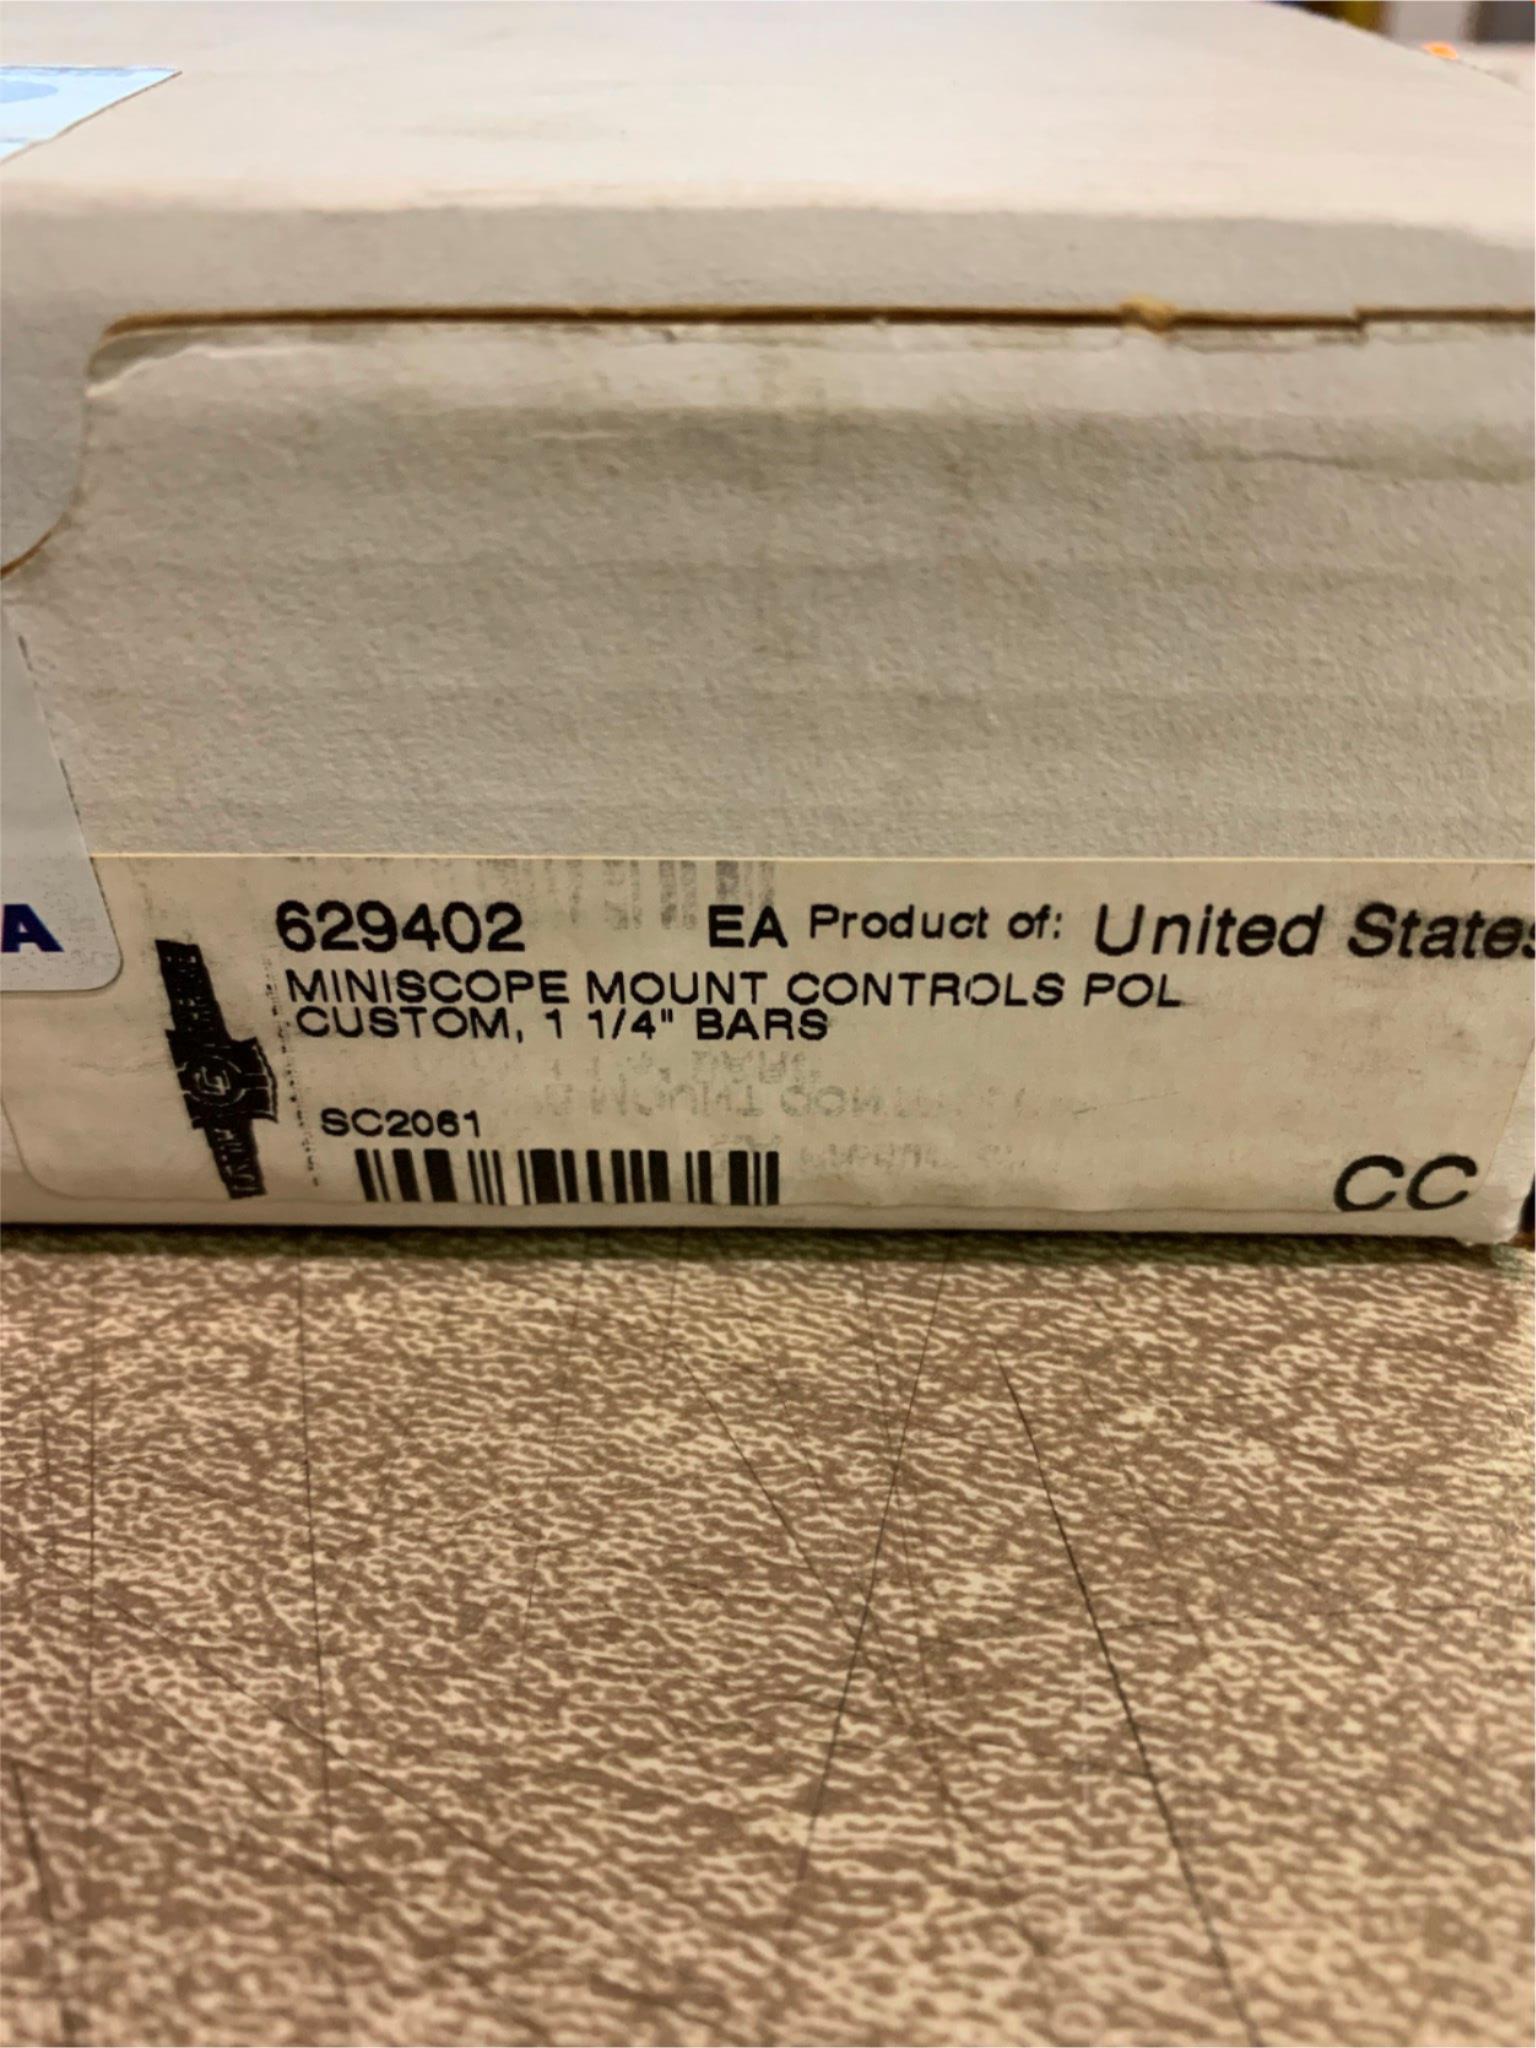 A
629402 EA Product of: United States
MINISCOPE MOUNT CONTROLS POL
CUSTOM, 1 1/4" BARS
SC2061
CC